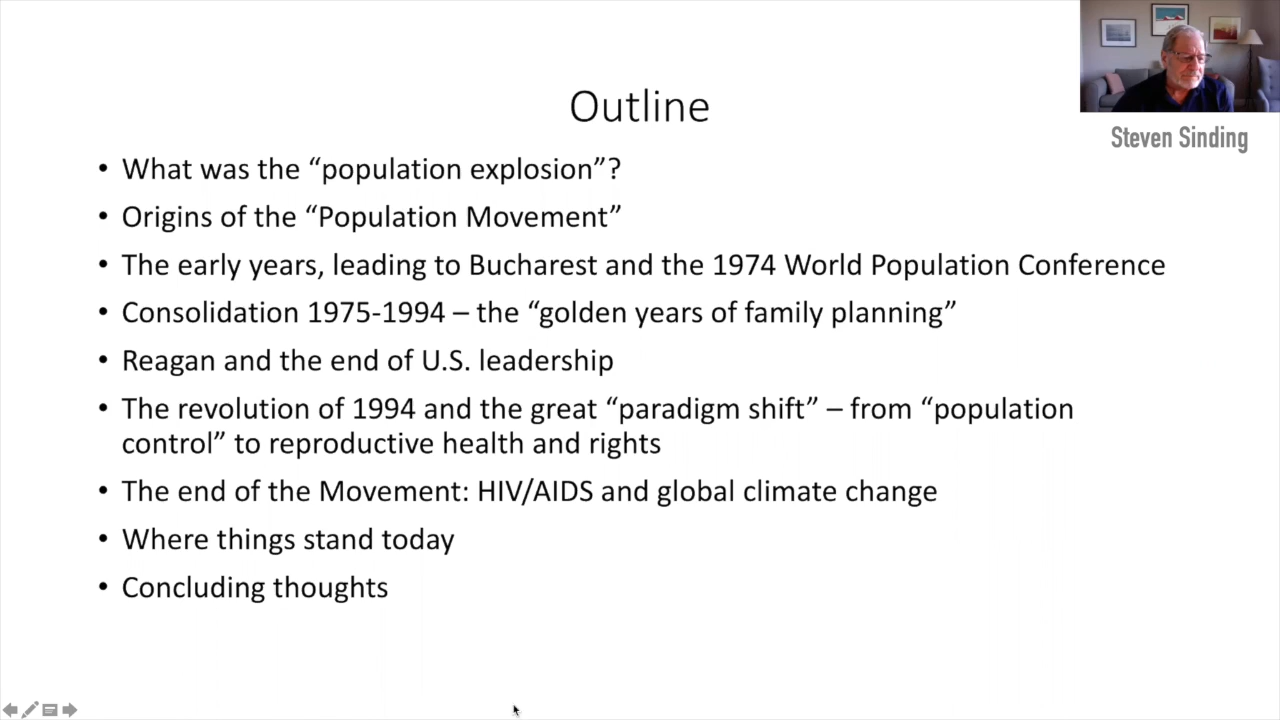 Outline
Steven Sinding
• What was the “population explosion”?
• Origins of the “Population Movement”
• The early years, leading to Bucharest and the 1974 World Population Conference
• Consolidation 1975-1994 – the “golden years of family planning”
• Reagan and the end of U.S. leadership
• The revolution of 1994 and the great “paradigm shift” – from “population
control” to reproductive health and rights
• The end of the Movement: HIV/AIDS and global climate change
• Where things stand today
• Concluding thoughts